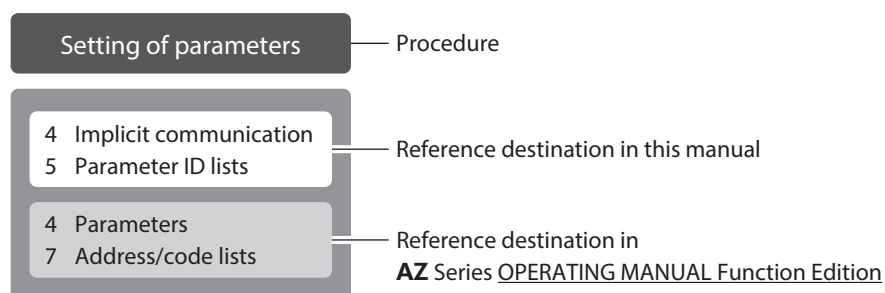 Setting of parameters
Procedure
4 Implicit communication
5 Parameter ID lists
Reference destination in this manual
4 Parameters
7 Address/code lists
Reference destination in
AZ Series OPERATING MANUAL Function Edition